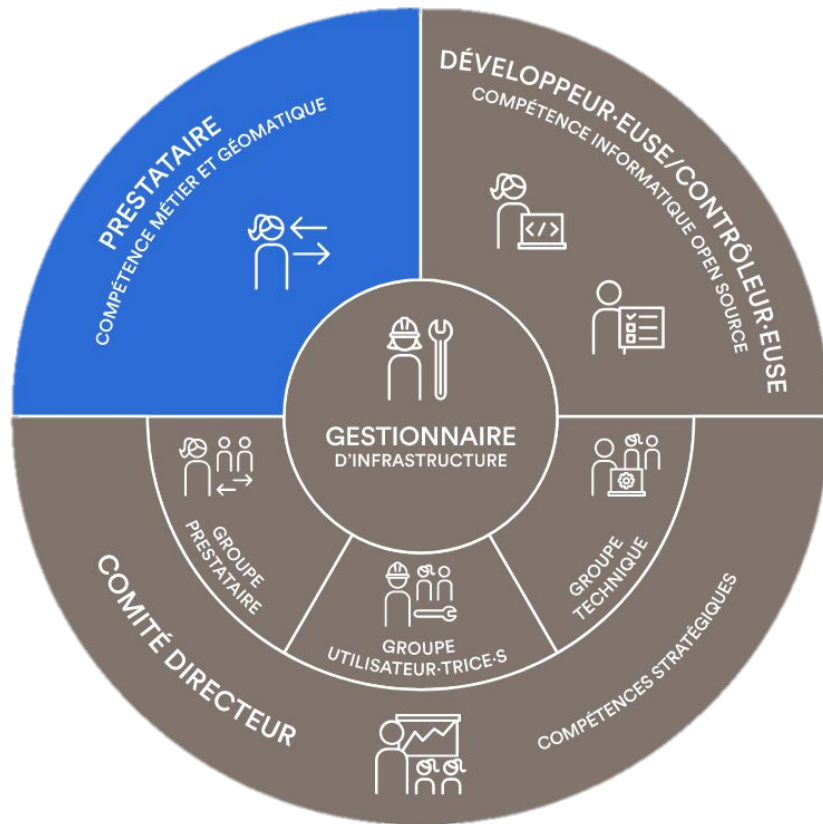 PRESTATAIRE
COMPÉTENCE MÉTIER ET GÉOMATIQUE
DÉVELOPPEUR·EUSE/CONTRÔLEUR·EUSE
COMPÉTENCE INFORMATIQUE OPEN SOURCE
</>
GESTIONNAIRE
D'INFRASTRUCTURE
GROUPE
PRESTATAIRE
GROUPE
UTILISATEUR·TRICE·S
GROUPE
TECHNIQUE
COMITÉ DIRECTEUR
COMPÉTENCES STRATÉGIQUES